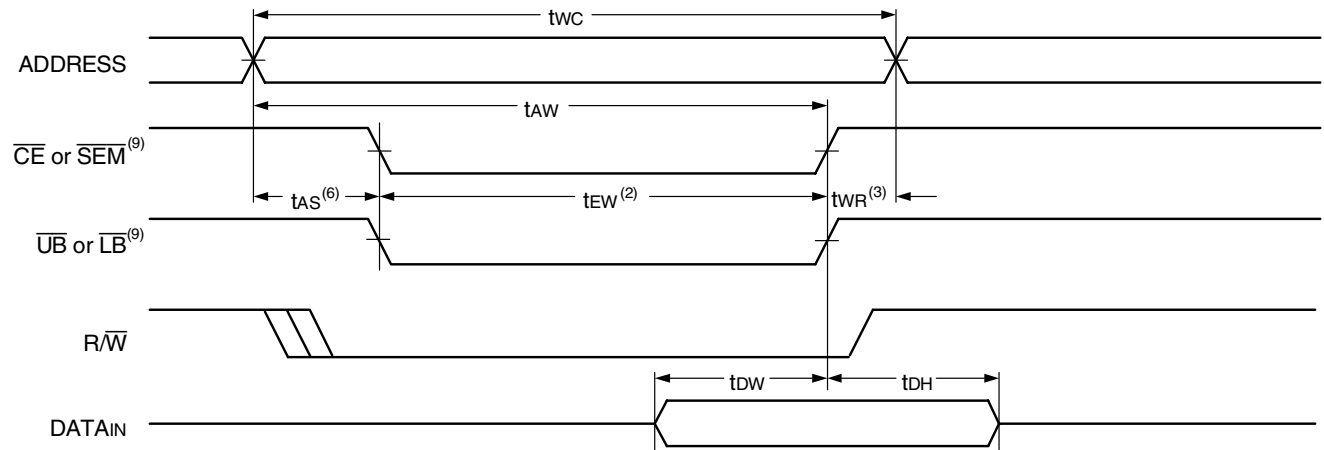 tWC
ADDRESS
tAW
CE or SEM(9)
tAS(6) tEW(2) tWR(3)
UB or LB(9)
R/W
tDW tDH
DATAIN